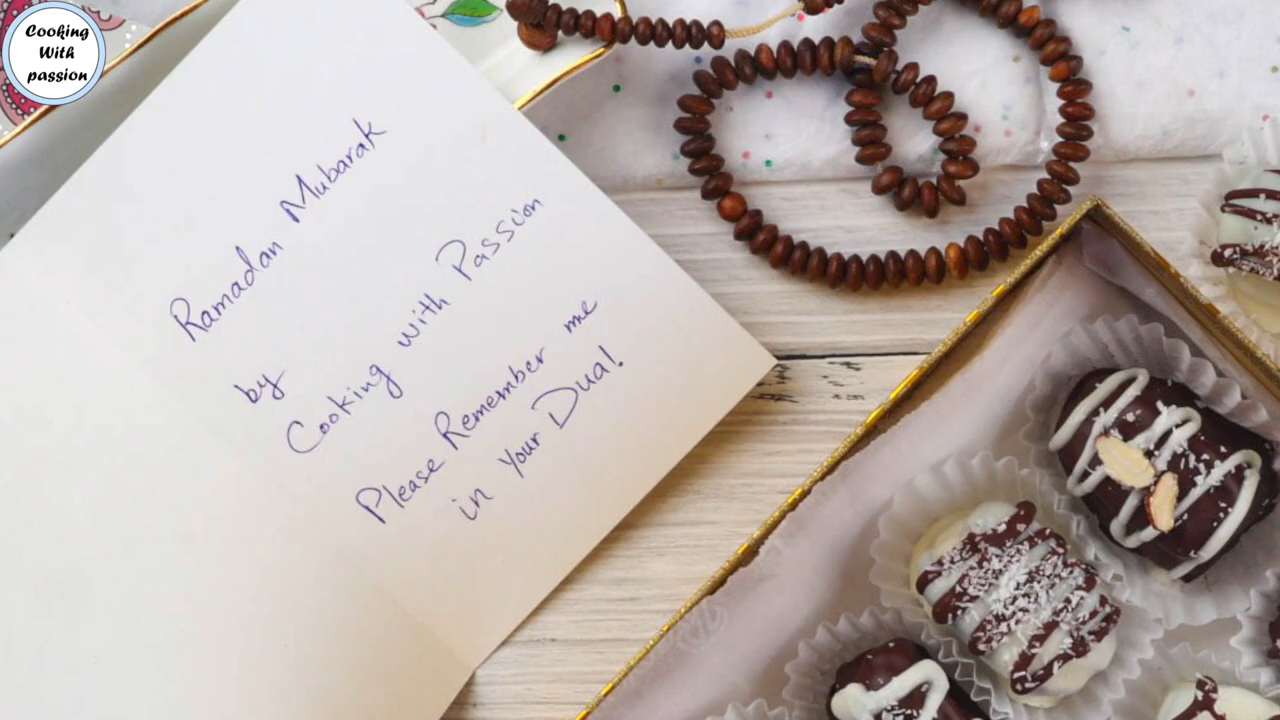 Cooking
With
passion
Ramadan Mubarak
by
Cooking with Passion
Please Remember me
in Your Dua!